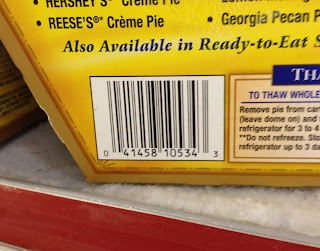 • HERSHEY'S® Crème Pie
• REESE'S®* Crème Pie
• Georgia Pecan P
Also Available in Ready-to-Eat S
THA
TO THAW WHOLE
Remove pie from car
(leave dome on) and
refrigerator for 3 to 4
**Do not refreeze. Sto
refrigerator up to 3 da
0 41458 10534 3